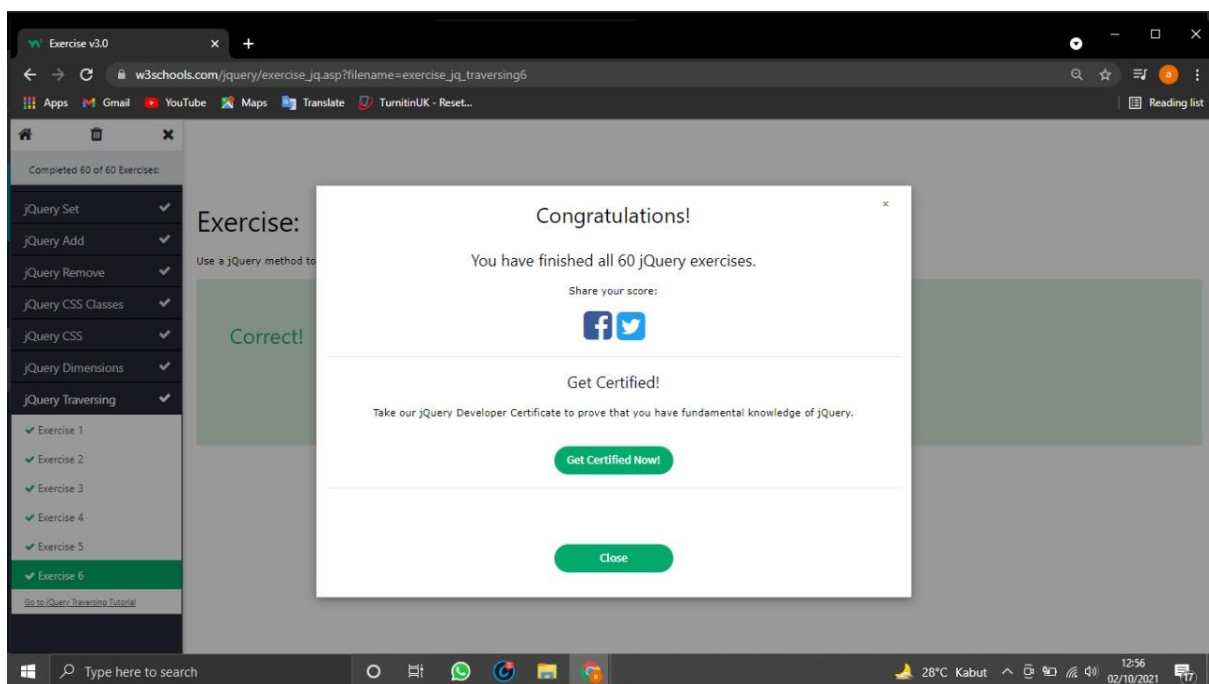 Exercise v3.0
w3schools.com/jquery/exercise_jq.asp?filename=exercise_jq_traversing6
a
Apps
Gmail
YouTube
Maps
Translate
TurnitinUK - Reset...
Reading list
Completed 60 of 60 Exercises:
jQuery Set
jQuery Add
jQuery Remove
jQuery CSS Classes
jQuery CSS
jQuery Dimensions
jQuery Traversing
Exercise 1
Exercise 2
Exercise 3
Exercise 4
Exercise 5
Exercise 6
Go to jQuery Traversing Tutorial
Exercise:
Use a jQuery method to
Correct!
Congratulations!
You have finished all 60 jQuery exercises.
Share your score:
Get Certified!
Take our jQuery Developer Certificate to prove that you have fundamental knowledge of jQuery.
Get Certified Now!
Close
Type here to search
28°C Kabut
12:56
02/10/2021
17